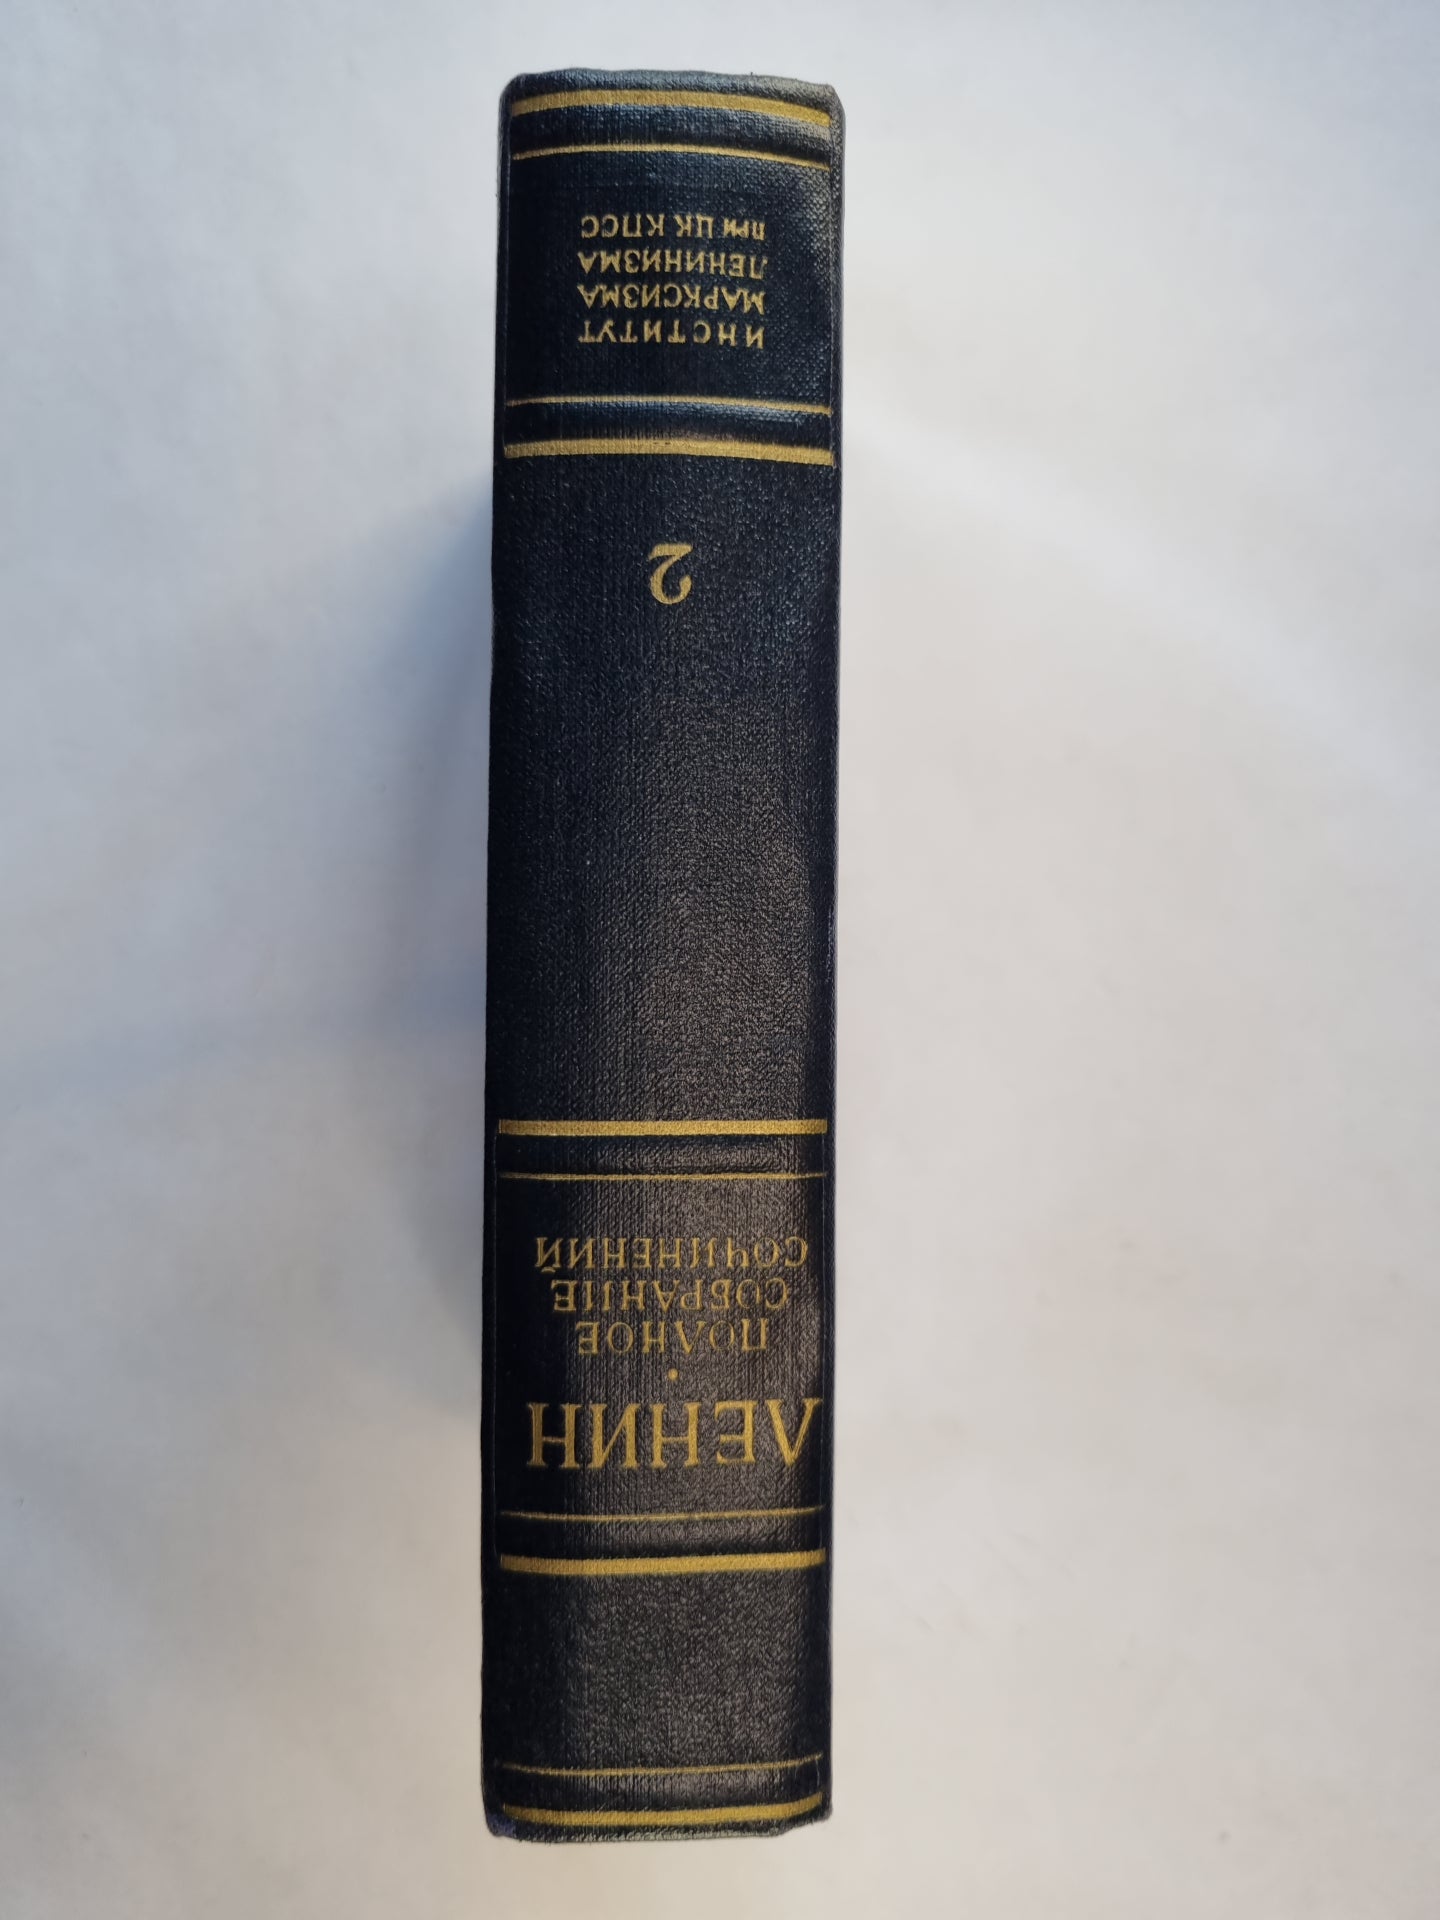 ЛЕНИН
•
ПОЛНОЕ
СОБРАНИЕ
СОЧИНЕНИЙ
2
ИНСТИТУТ
МАРКСИЗМА
ЛЕНИНИЗМА
при ЦК КПСС